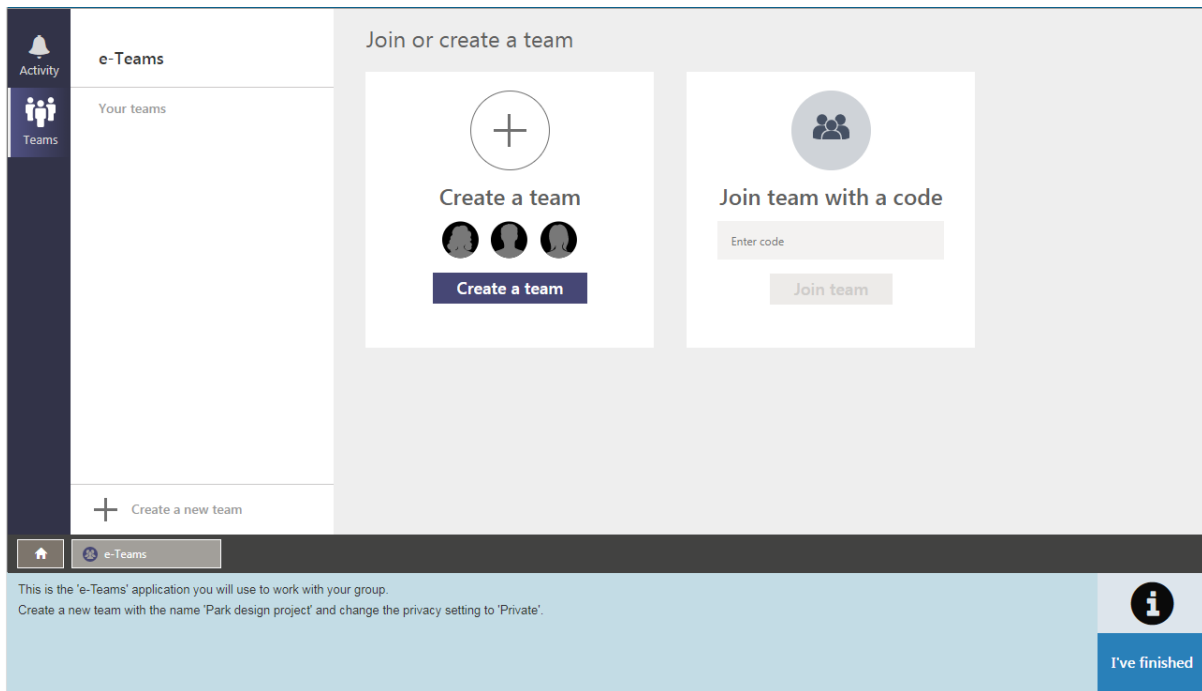 Activity
Teams
e-Teams
Your teams
Create a new team
Join or create a team
Create a team
Create a team
Join team with a code
Enter code
Join team
e-Teams
This is the 'e-Teams' application you will use to work with your group.
Create a new team with the name 'Park design project' and change the privacy setting to 'Private'.
I've finished